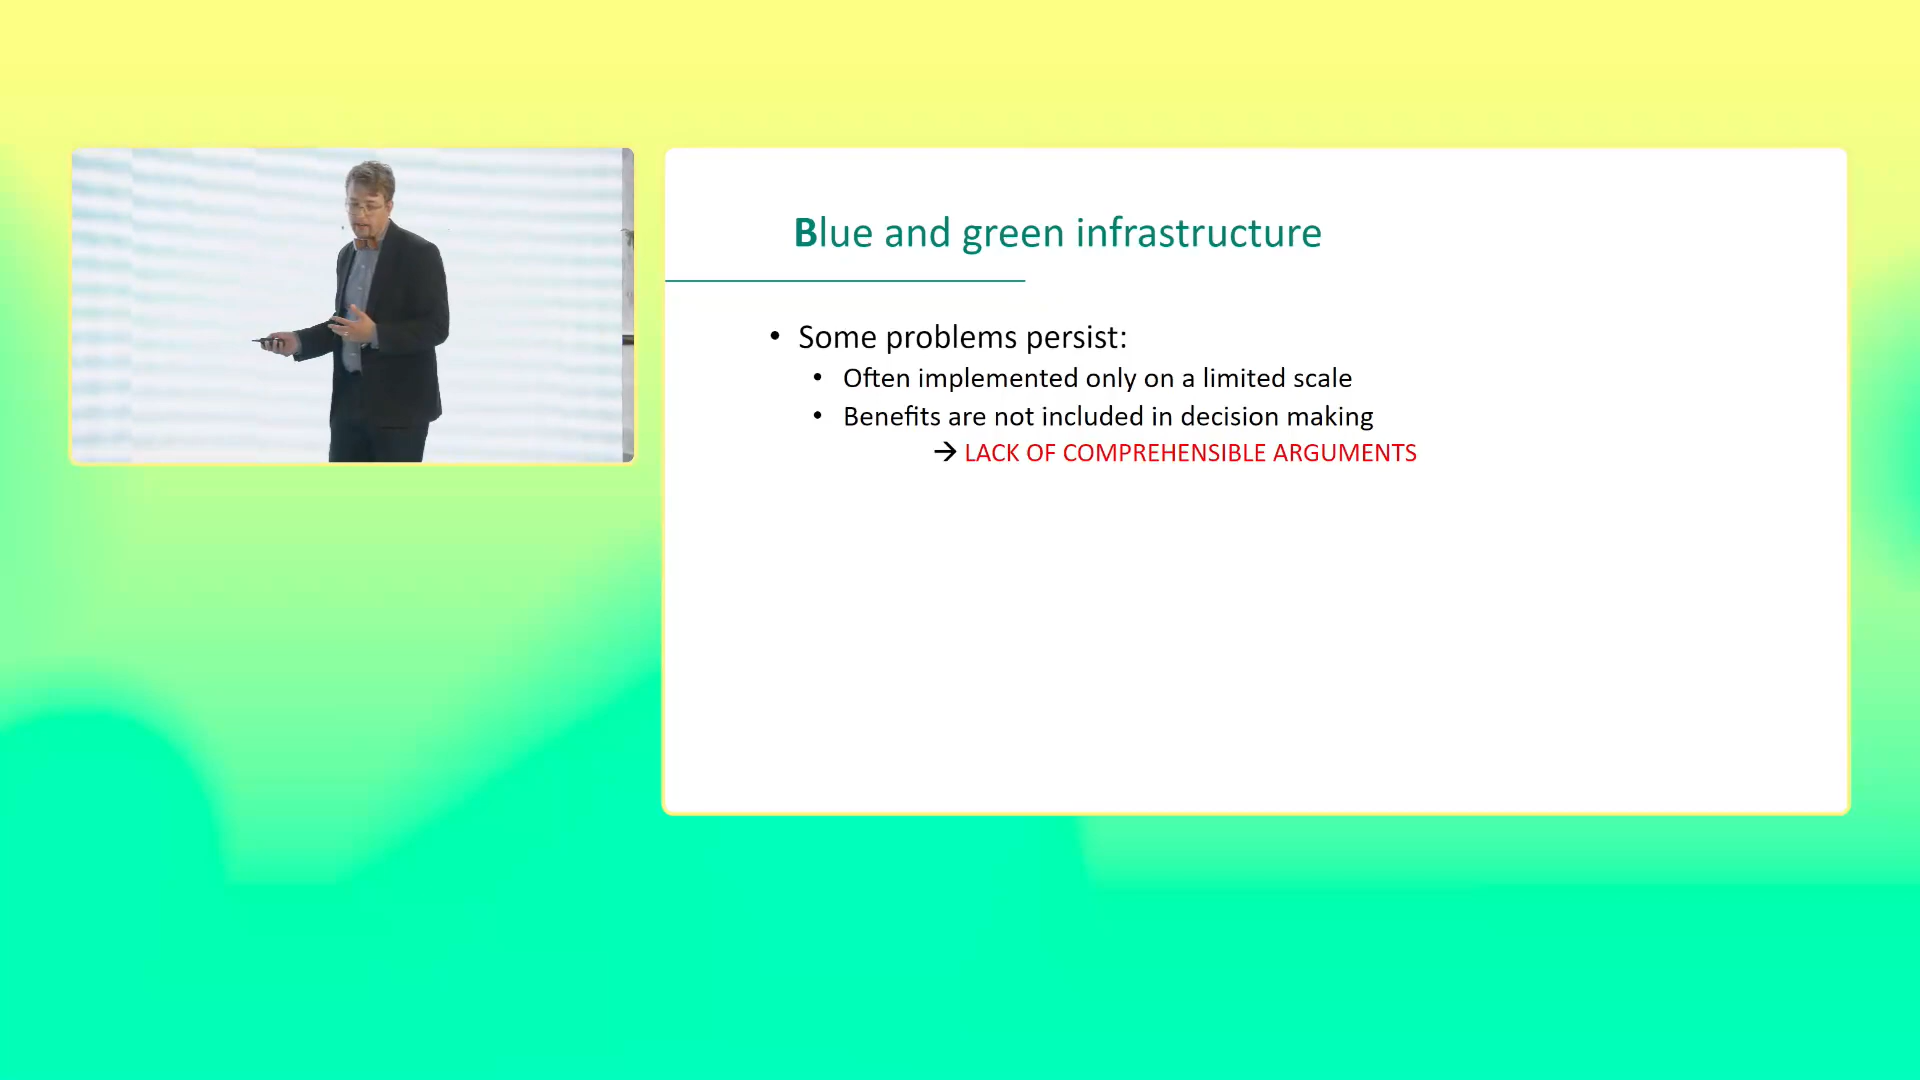 Blue and green infrastructure
• Some problems persist:
• Often implemented only on a limited scale
• Benefits are not included in decision making
→ LACK OF COMPREHENSIBLE ARGUMENTS